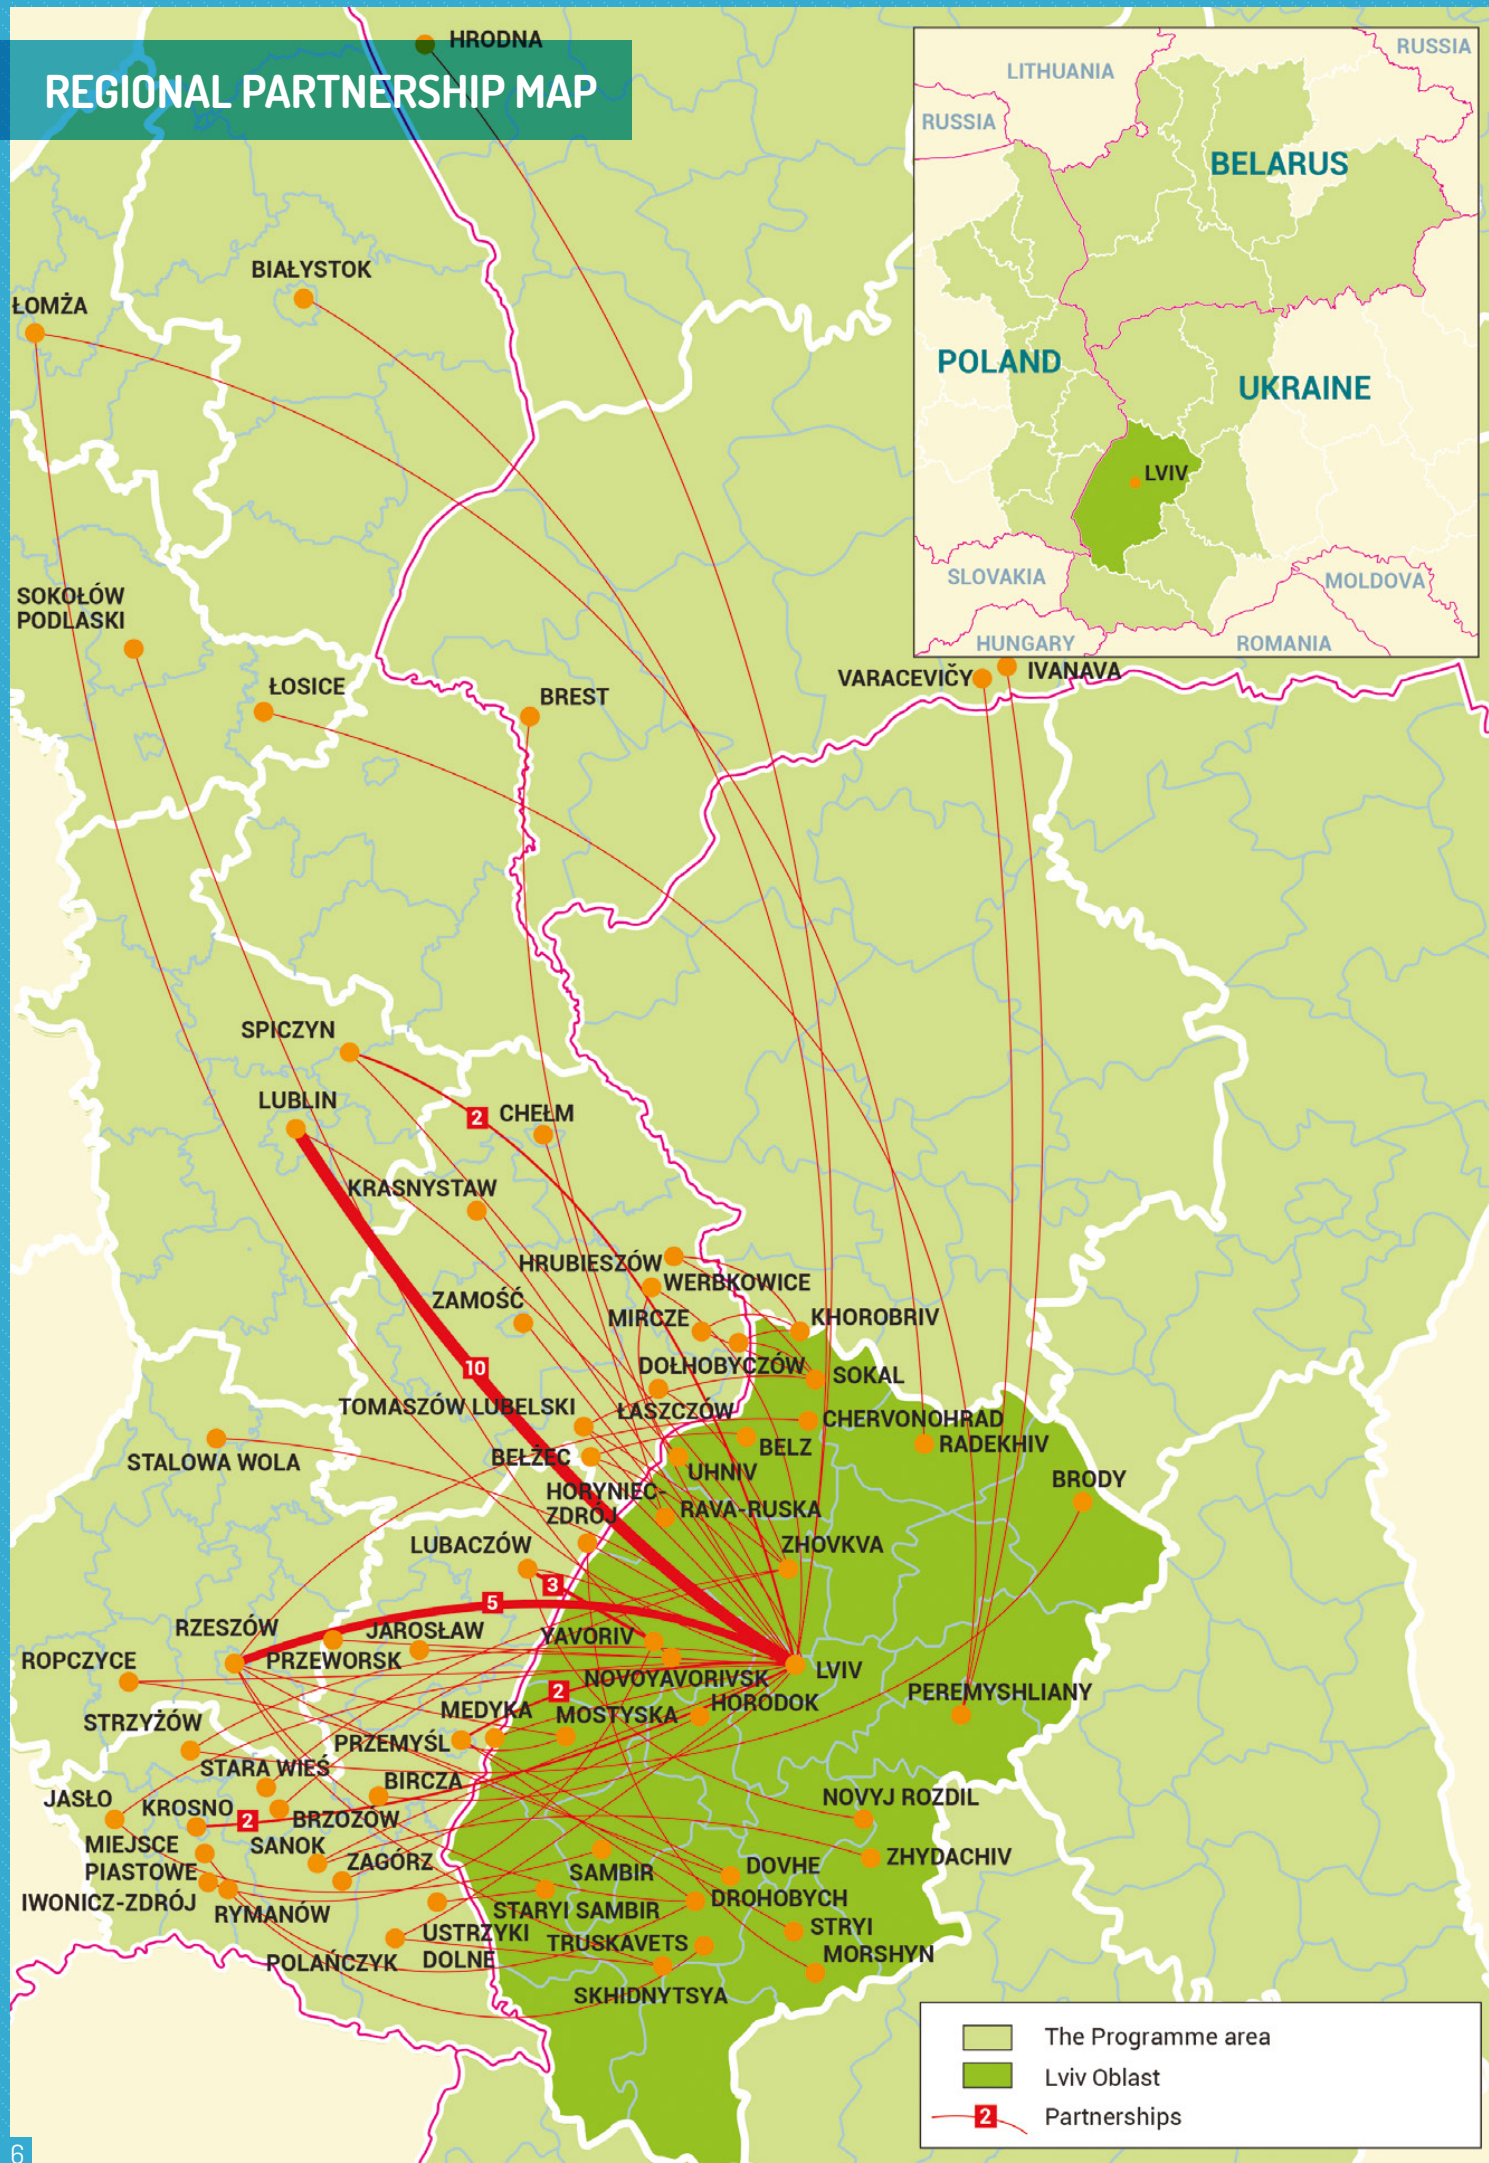 HRODNA
REGIONAL PARTNERSHIP MAP
RUSSIA
LITHUANIA
RUSSIA
BELARUS
POLAND
UKRAINE
LVIV
SLOVAKIA
MOLDOVA
HUNGARY
ROMANIA
BIAŁYSTOK
ŁOMŻA
SOKOŁÓW
PODLASKI
ŁOSICE
BREST
VARACEVIČY
IVANAVA
SPICZYN
LUBLIN
2
CHEŁM
KRASNYSTAW
HRUBIESZÓW
WERBKOWICE
ZAMOŚĆ
MIRCZE
KHOROBRIV
10
DOŁHOBYCZÓW
SOKAL
TOMASZÓW LUBELSKI
ŁASZCZÓW
CHERVONOHRAD
STALOWA WOLA
BEŁŻEC
BELZ
RADEKHIV
UHNIV
BRODY
HORYNIEC-
ZDRÓJ
RAVA-RUSKA
LUBACZÓW
ZHOVKVA
3
5
RZESZÓW
JAROSŁAW
YAVORIV
ROPCZYCE
PRZEWORSK
NOVOYAVORIVSK
LVIV
2
HORODOK
PEREMYSHLIANY
MEDYKA
MOSTYSKA
STRZYŻÓW
PRZEMYŚL
STARA WIEŚ
BIRCZA
JASŁO
KROSNO
2
BRZOZÓW
NOVYJ ROZDIL
MIEJSCE
PIASTOWE
SANOK
ZAGÓRZ
SAMBIR
DOVHE
ZHYDACHIV
IWONICZ-ZDRÓJ
RYMANÓW
STARYI SAMBIR
DROHOBYCH
USTRZYKI
DOLNE
TRUSKAVETS
STRYI
POLAŃCZYK
MORSHYN
SKHIDNYTSYA
The Programme area
Lviv Oblast
2
Partnerships
6